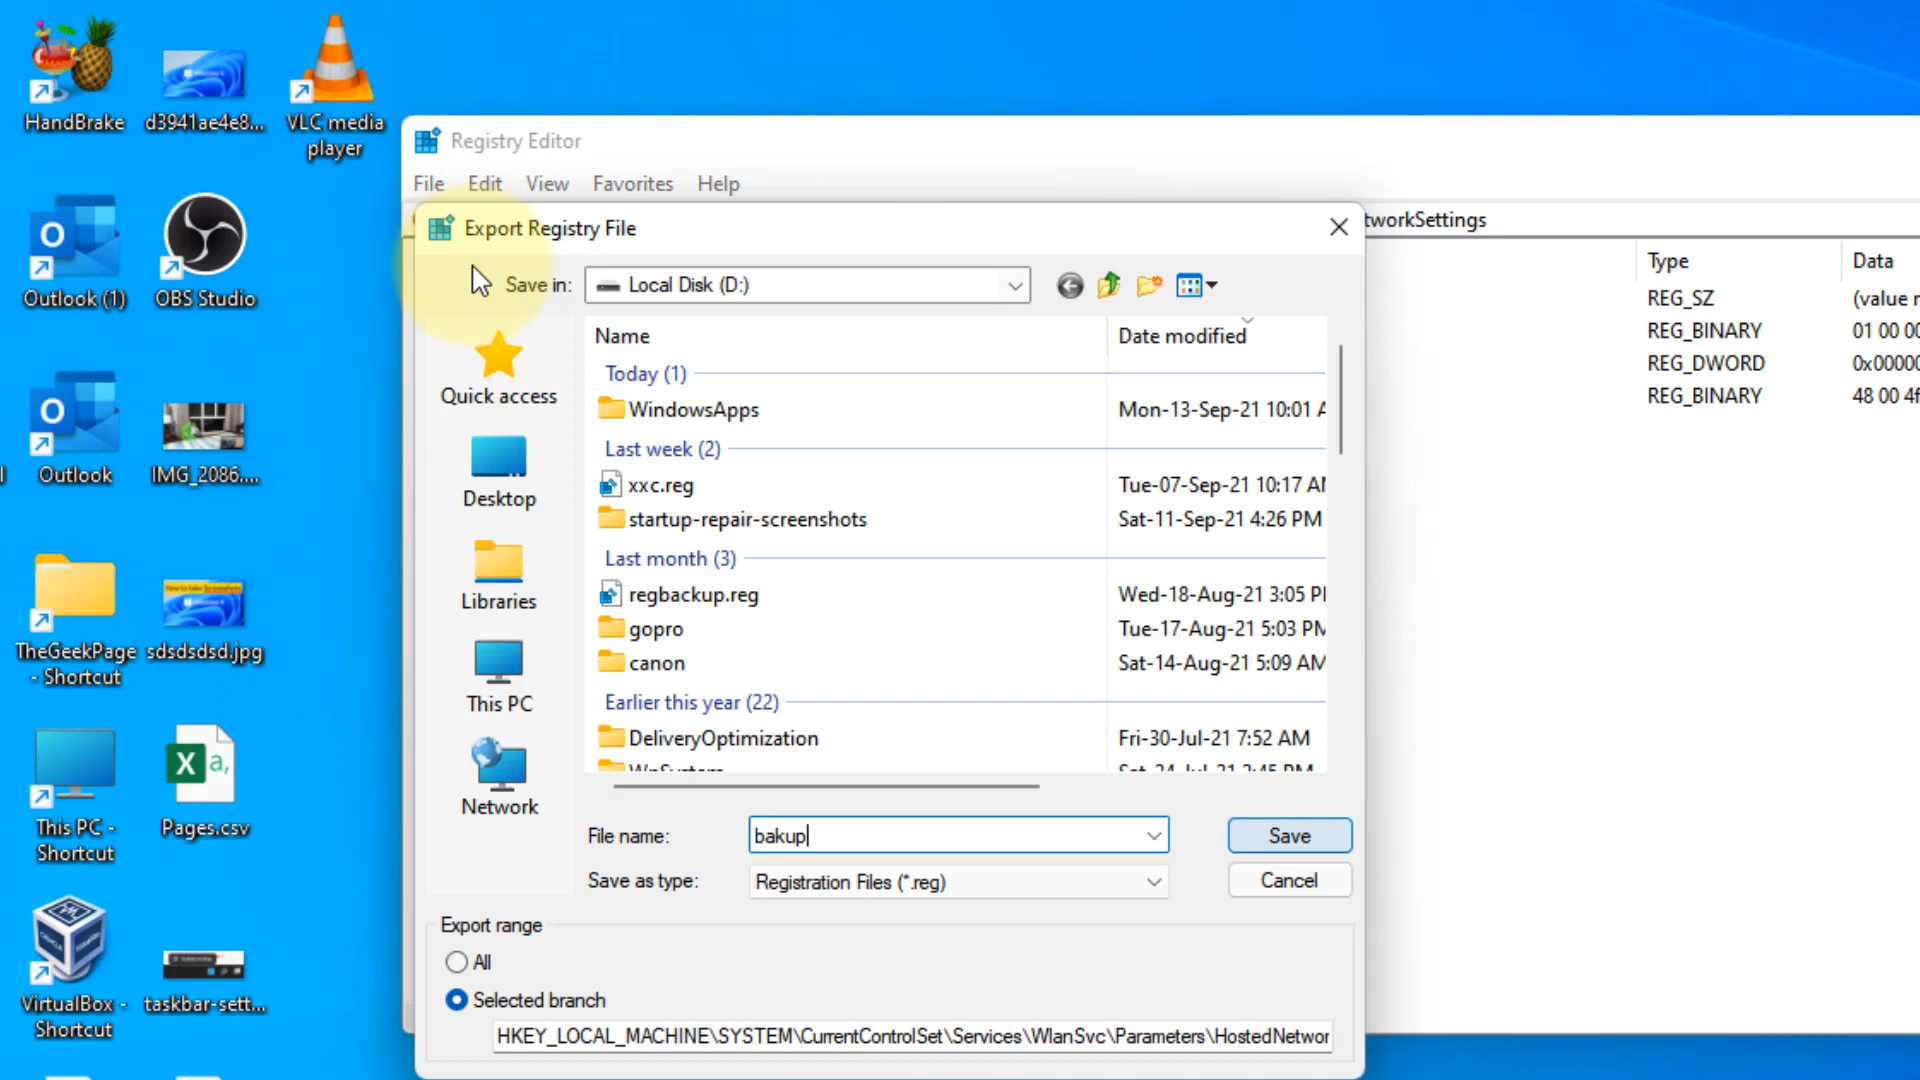 HandBrake
d3941ae4e8...
VLC media
player
Outlook (1)
OBS Studio
Outlook
IMG_2086....
TheGeekPage
- Shortcut
sdsdsdsd.jpg
This PC -
Shortcut
Pages.csv
VirtualBox -
Shortcut
taskbar-sett...
Registry Editor
File Edit View Favorites Help
tworkSettings
Type Data
REG_SZ (value n
REG_BINARY 01 00 00
REG_DWORD 0x00000
REG_BINARY 48 00 4f
Export Registry File
Save in: Local Disk (D:)
Quick access
Desktop
Libraries
This PC
Network
Name Date modified
Today (1)
WindowsApps Mon-13-Sep-21 10:01 A
Last week (2)
xxc.reg Tue-07-Sep-21 10:17 AM
startup-repair-screenshots Sat-11-Sep-21 4:26 PM
Last month (3)
regbackup.reg Wed-18-Aug-21 3:05 PM
gopro Tue-17-Aug-21 5:03 PM
canon Sat-14-Aug-21 5:09 AM
Earlier this year (22)
DeliveryOptimization Fri-30-Jul-21 7:52 AM
File name: bakup
Save
Save as type: Registration Files (*.reg)
Cancel
Export range
All
Selected branch
HKEY_LOCAL_MACHINE\SYSTEM\CurrentControlSet\Services\WlanSvc\Parameters\HostedNetwor